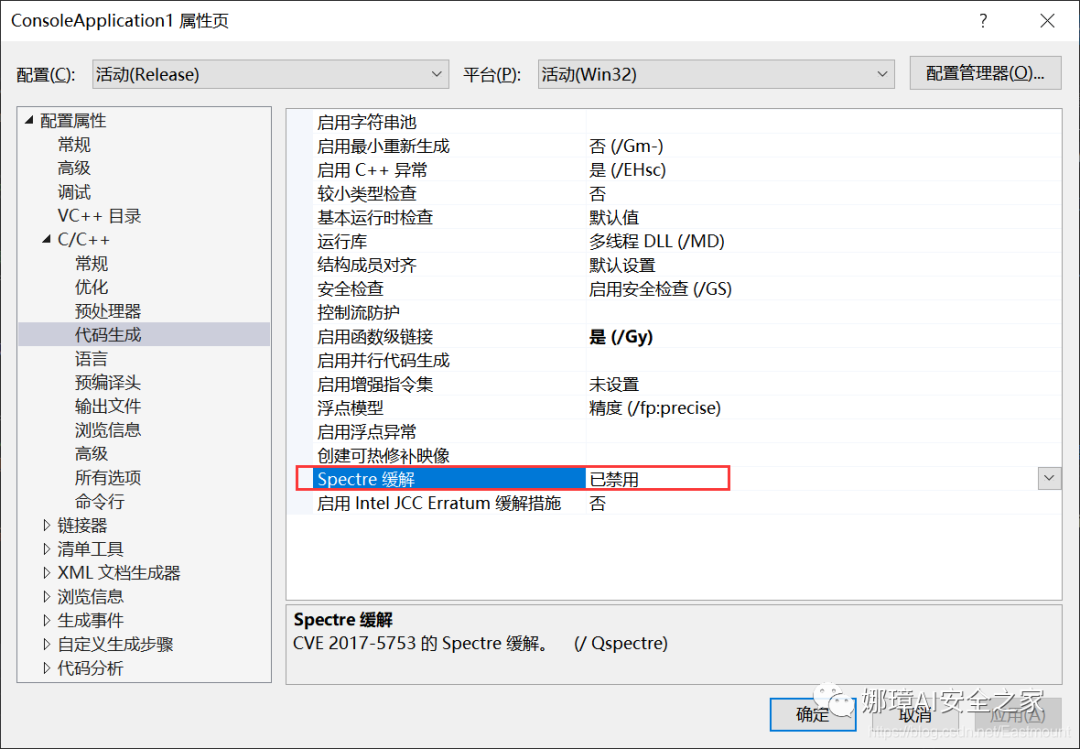 ConsoleApplication1 属性页
配置(C): 活动(Release) 平台(P): 活动(Win32) 配置管理器(O)...
配置属性
常规
高级
调试
VC++ 目录
C/C++
常规
优化
预处理器
代码生成
语言
预编译头
输出文件
浏览信息
高级
所有选项
命令行
链接器
清单工具
XML 文档生成器
浏览信息
生成事件
自定义生成步骤
代码分析
启用字符串池
启用最小重新生成 否 (/Gm-)
启用 C++ 异常 是 (/EHsc)
较小类型检查 否
基本运行时检查 默认值
运行库 多线程 DLL (/MD)
结构成员对齐 默认设置
安全检查 启用安全检查 (/GS)
控制流防护
启用函数级链接 是 (/Gy)
启用并行代码生成
启用增强指令集 未设置
浮点模型 精度 (/fp:precise)
启用浮点异常
创建可热修补映像
Spectre 缓解 已禁用
启用 Intel JCC Erratum 缓解措施 否
Spectre 缓解
CVE 2017-5753 的 Spectre 缓解。 (/ Qspectre)
确定 取消 应用(A)
娜璋AI安全之家
https://blog.csdn.net/Eastmount